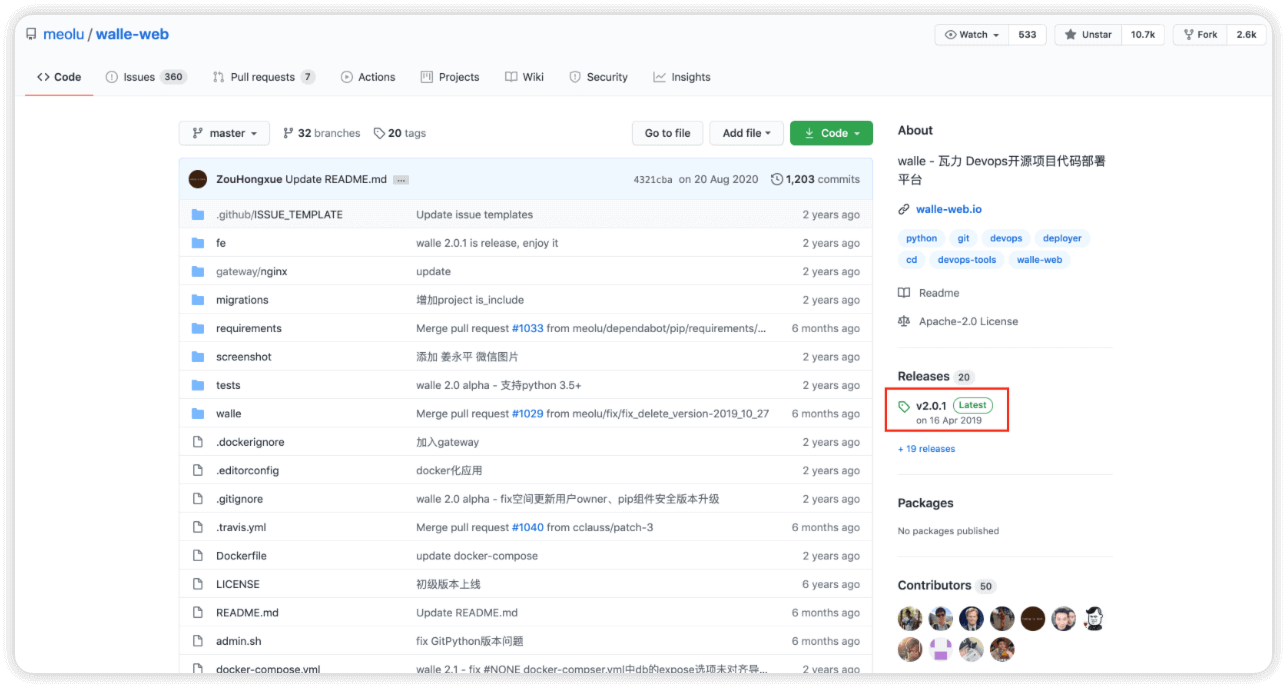 meolu / walle-web
Watch 533 Unstar 10.7k Fork 2.6k
Code Issues 360 Pull requests 7 Actions Projects Wiki Security Insights
master 32 branches 20 tags Go to file Add file Code
ZouHongxue Update README.md ... 4321cba on 20 Aug 2020 1,203 commits
.github/ISSUE_TEMPLATE Update issue templates 2 years ago
fe walle 2.0.1 is release, enjoy it 2 years ago
gateway/nginx update 2 years ago
migrations 增加project is_include 2 years ago
requirements Merge pull request #1033 from meolu/dependabot/pip/requirements/... 6 months ago
screenshot 添加 姜永平 微信图片 2 years ago
tests walle 2.0 alpha - 支持python 3.5+ 2 years ago
walle Merge pull request #1029 from meolu/fix/fix_delete_version-2019_10_27 6 months ago
.dockerignore 加入gateway 2 years ago
.editorconfig docker化应用 2 years ago
.gitignore walle 2.0 alpha - fix空间更新用户owner、pip组件安全版本升级 2 years ago
.travis.yml Merge pull request #1040 from cclauss/patch-3 6 months ago
Dockerfile update docker-compose 2 years ago
LICENSE 初级版本上线 6 years ago
README.md Update README.md 6 months ago
admin.sh fix GitPython版本问题 6 months ago
docker-compose.yml walle 2.1 - fix #NONE docker-composer.yml中db的expose选项未对齐导... 2 years ago
About
walle - 瓦力 Devops开源项目代码部署
平台
walle-web.io
python git devops deployer
cd devops-tools walle-web
Readme
Apache-2.0 License
Releases 20
v2.0.1 Latest
on 16 Apr 2019
+ 19 releases
Packages
No packages published
Contributors 50